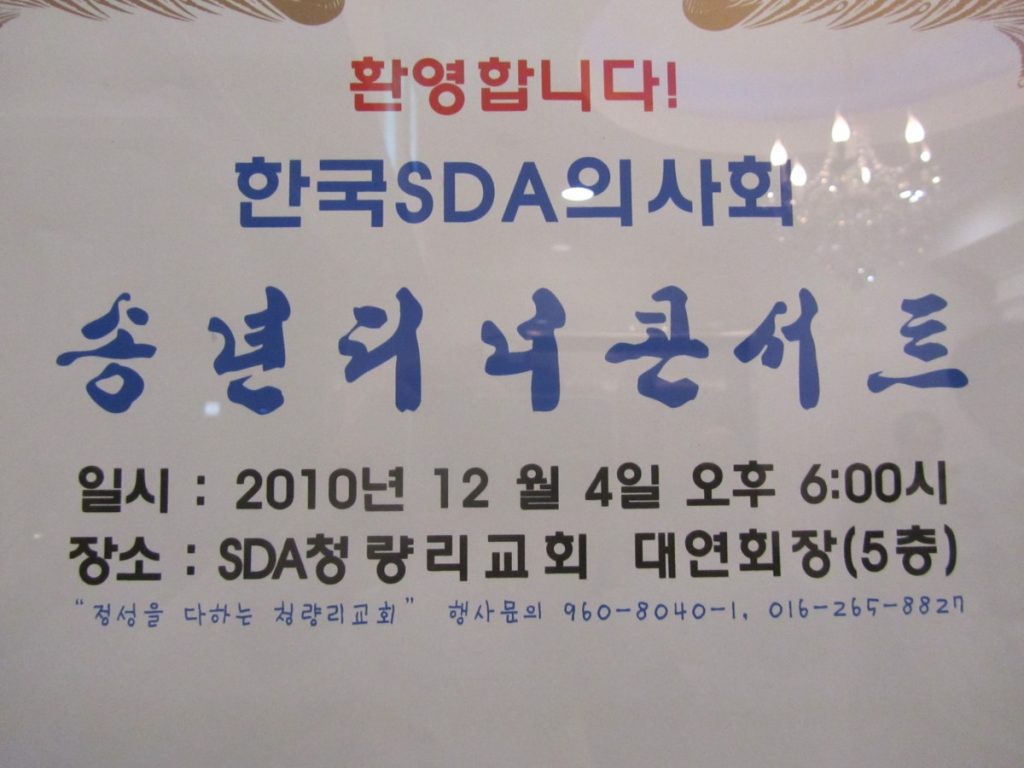 환영합니다!
한국SDA의사회
송년디너콘서트
일시 : 2010년 12 월 4일 오후 6:00시
장소 : SDA청량리교회 대연회장(5층)
"정성을 다하는 청량리교회" 행사문의 960-8040-1, 016-265-8827